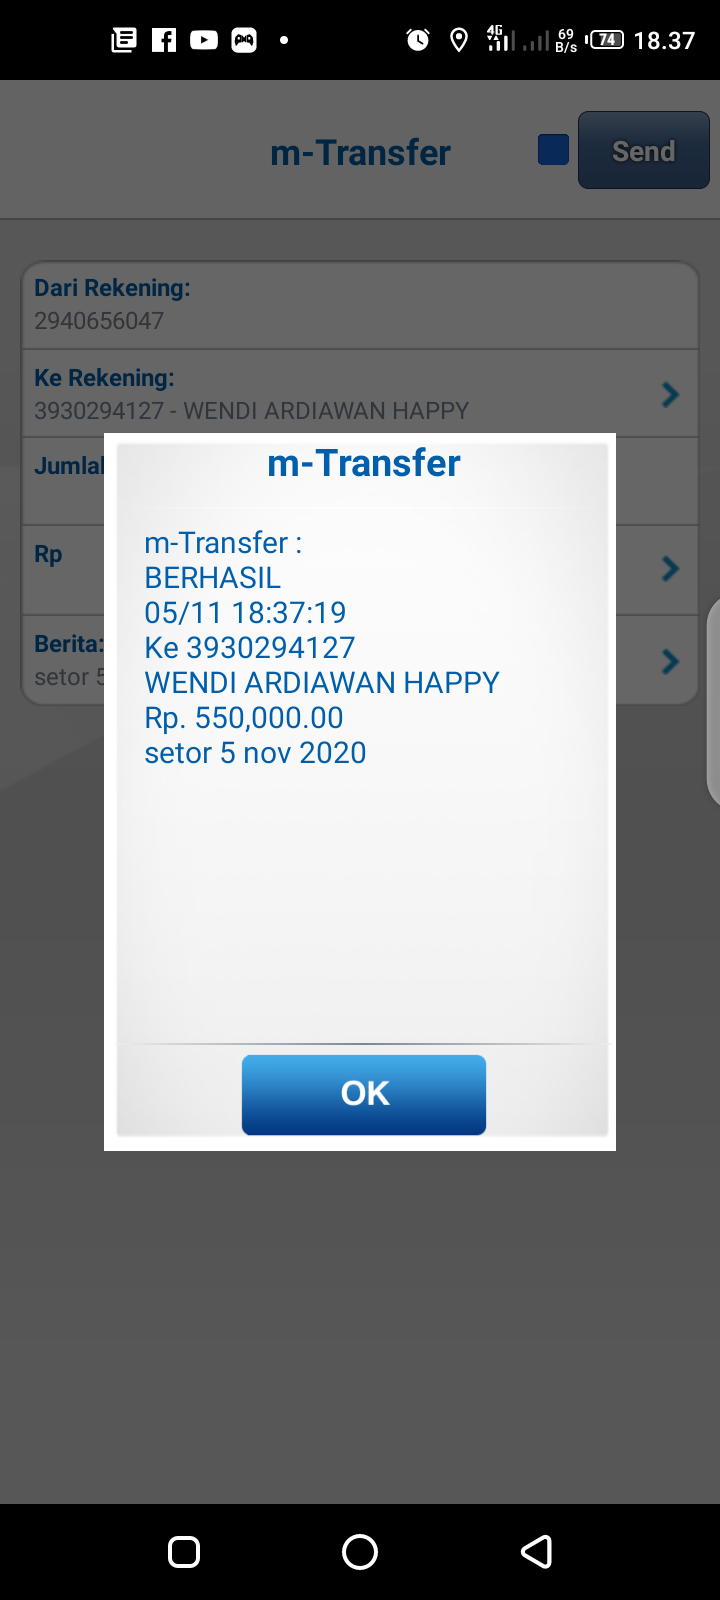 4G
69
B/s
74
18.37
m-Transfer
Send
Dari Rekening:
2940656047
Ke Rekening:
3930294127 - WENDI ARDIAWAN HAPPY
Rp
Berita:
setor 5
m-Transfer
m-Transfer :
BERHASIL
05/11 18:37:19
Ke 3930294127
WENDI ARDIAWAN HAPPY
Rp. 550,000.00
setor 5 nov 2020
OK